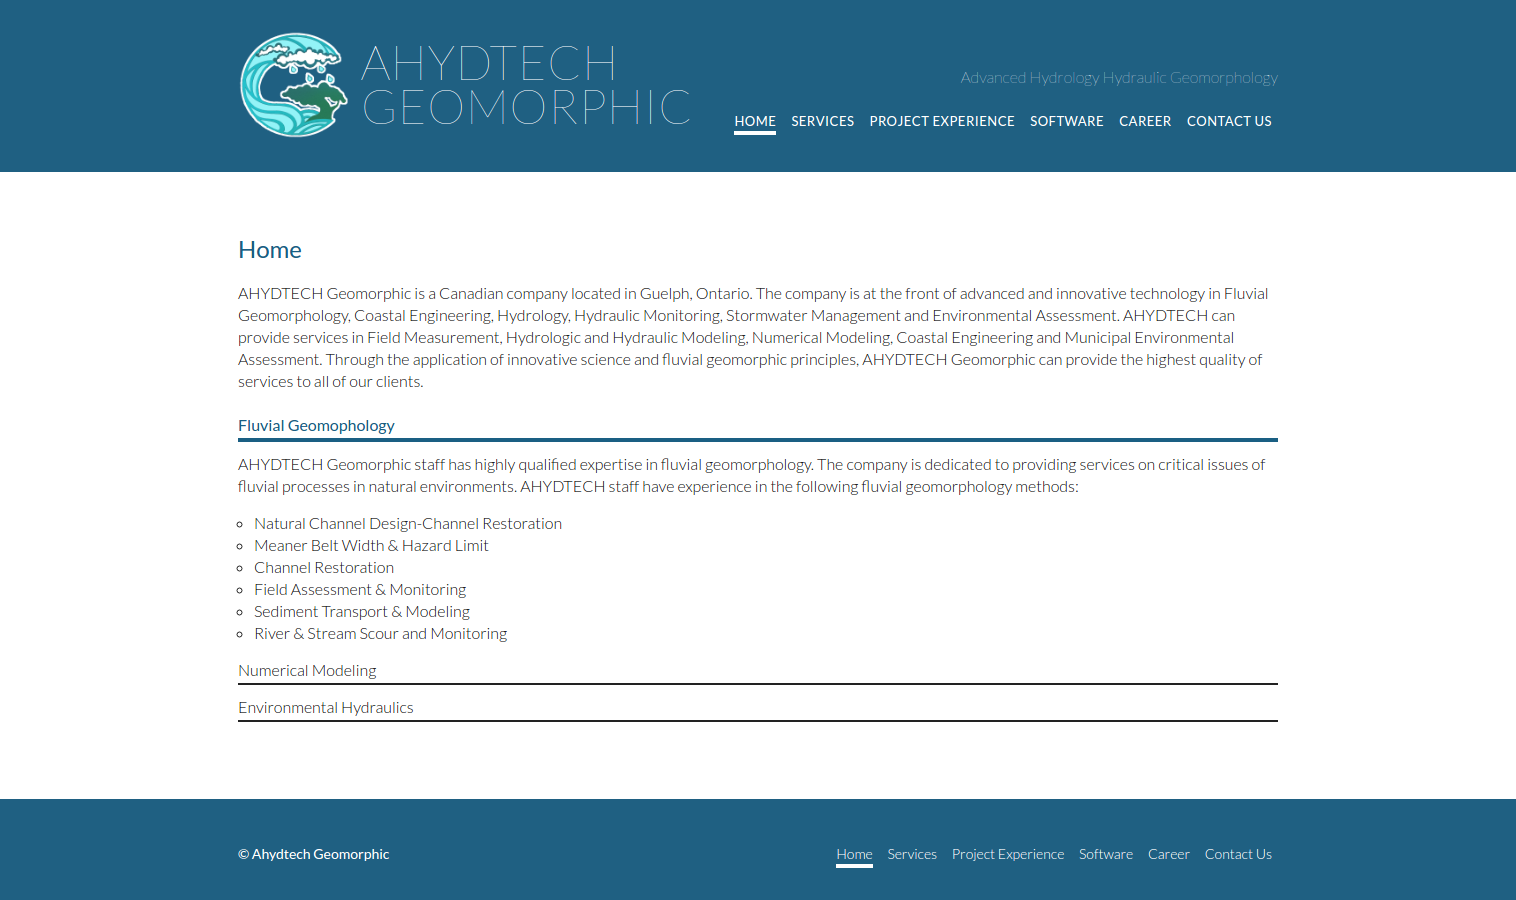 AHYDTECH
GEOMORPHIC
Advanced Hydrology Hydraulic Geomorphology
HOME SERVICES PROJECT EXPERIENCE SOFTWARE CAREER CONTACT US
Home
AHYDTECH Geomorphic is a Canadian company located in Guelph, Ontario. The company is at the front of advanced and innovative technology in Fluvial
Geomorphology, Coastal Engineering, Hydrology, Hydraulic Monitoring, Stormwater Management and Environmental Assessment. AHYDTECH can
provide services in Field Measurement, Hydrologic and Hydraulic Modeling, Numerical Modeling, Coastal Engineering and Municipal Environmental
Assessment. Through the application of innovative science and fluvial geomorphic principles, AHYDTECH Geomorphic can provide the highest quality of
services to all of our clients.
Fluvial Geomophology
AHYDTECH Geomorphic staff has highly qualified expertise in fluvial geomorphology. The company is dedicated to providing services on critical issues of
fluvial processes in natural environments. AHYDTECH staff have experience in the following fluvial geomorphology methods:
Natural Channel Design-Channel Restoration
Meaner Belt Width & Hazard Limit
Channel Restoration
Field Assessment & Monitoring
Sediment Transport & Modeling
River & Stream Scour and Monitoring
Numerical Modeling
Environmental Hydraulics
© Ahydtech Geomorphic
Home Services Project Experience Software Career Contact Us